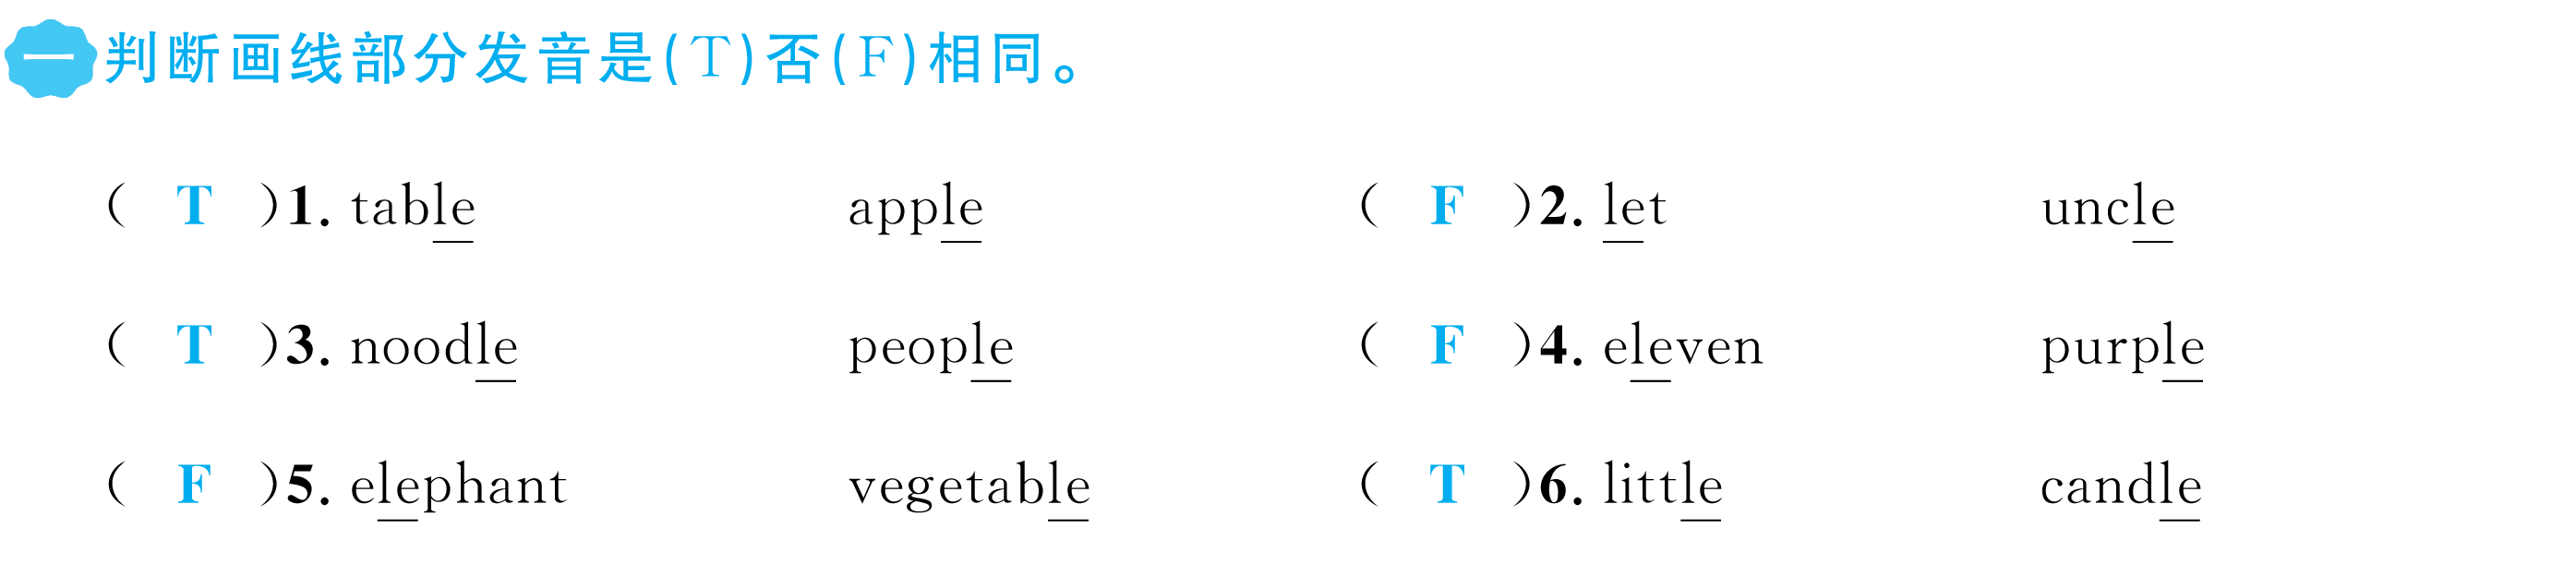 一 判断画线部分发音是(T)否(F)相同。
( T )1. table apple ( F )2. let uncle
( T )3. noodle people ( F )4. eleven purple
( F )5. elephant vegetable ( T )6. little candle